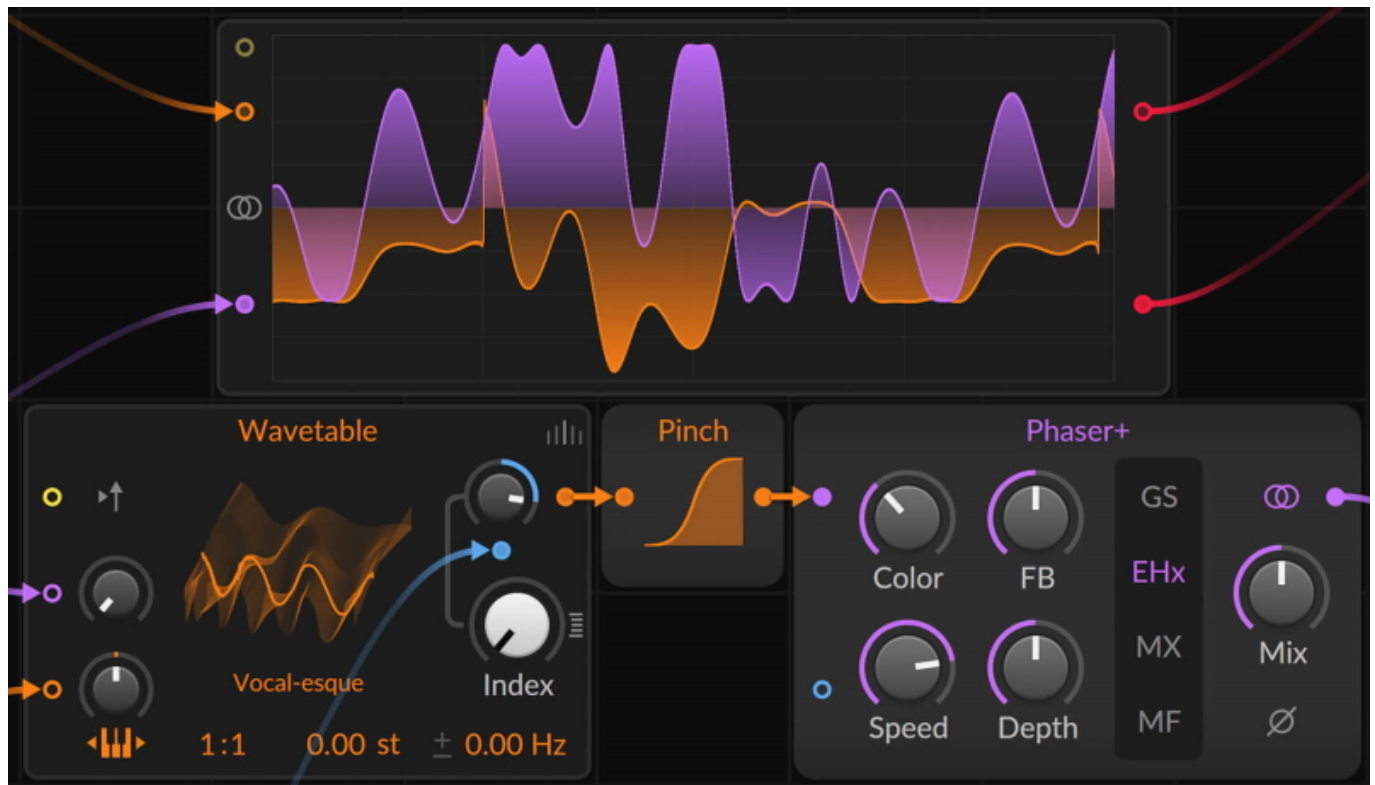 Wavetable
Pinch
Phaser+
GS
Color
FB
EHx
Mix
Vocal-esque
Index
MX
Speed
Depth
MF
1:1
0.00 st
± 0.00 Hz